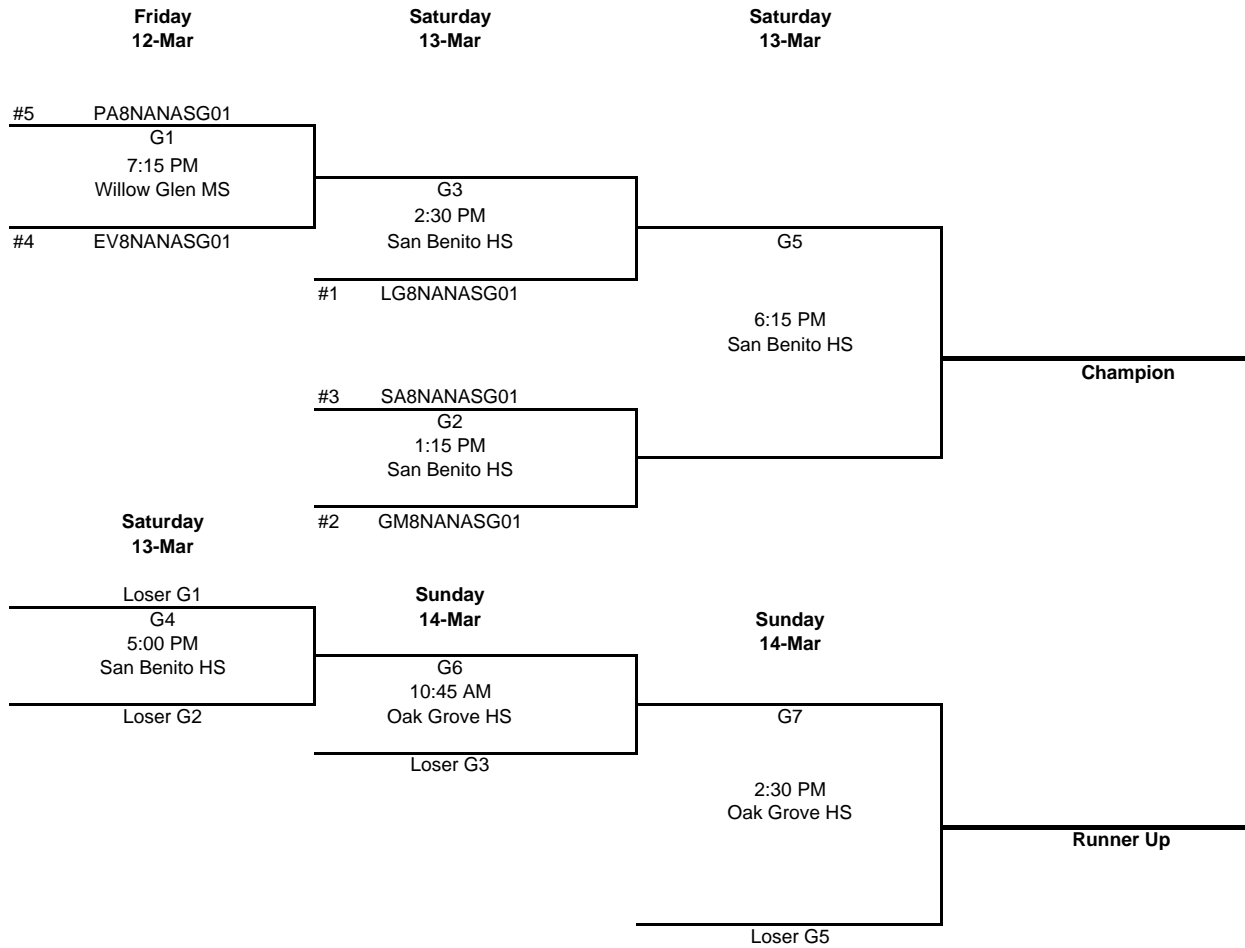 Friday Saturday Saturday
12-Mar 13-Mar 13-Mar
#5 PA8NANASG01
G1
7:15 PM
Willow Glen MS G3
2:30 PM
#4 EV8NANASG01 San Benito HS G5
#1 LG8NANASG01
6:15 PM
San Benito HS
Champion
#3 SA8NANASG01
G2
1:15 PM
San Benito HS
Saturday #2 GM8NANASG01
13-Mar
Loser G1 Sunday
G4 14-Mar Sunday
5:00 PM 14-Mar
San Benito HS G6
10:45 AM
Loser G2 Oak Grove HS G7
Loser G3
2:30 PM
Oak Grove HS
Runner Up
Loser G5